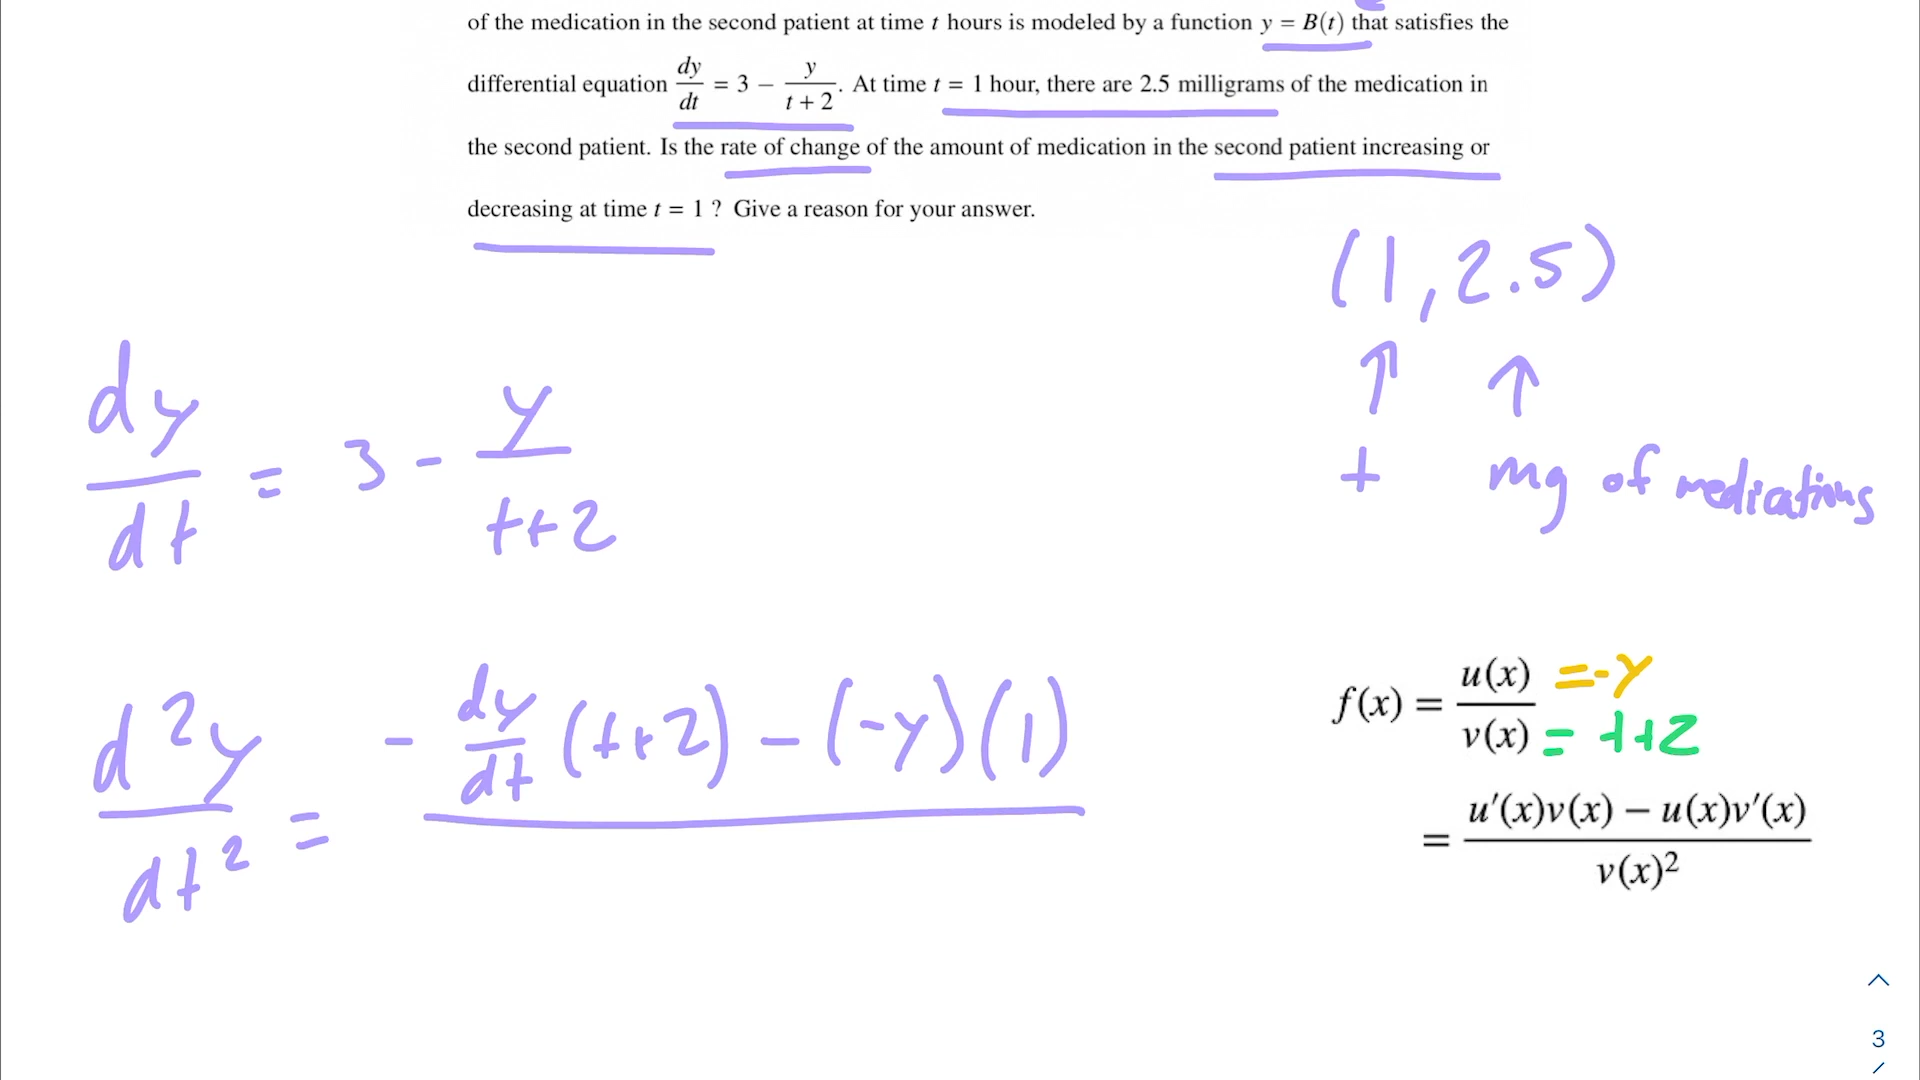 of the medication in the second patient at time t hours is modeled by a function y = B(t) that satisfies the
differential equation dy/dt = 3 − y/(t + 2). At time t = 1 hour, there are 2.5 milligrams of the medication in
the second patient. Is the rate of change of the amount of medication in the second patient increasing or
decreasing at time t = 1 ? Give a reason for your answer.
(1, 2.5)
↑ ↑
t mg of medications
dy/dt = 3 - y/(t+2)
d²y/dt² = - dy/dt (t+2) - (-y)(1)
f(x) = u(x)/v(x) =-y = t+2
= (u′(x)v(x) − u(x)v′(x))/v(x)²
3